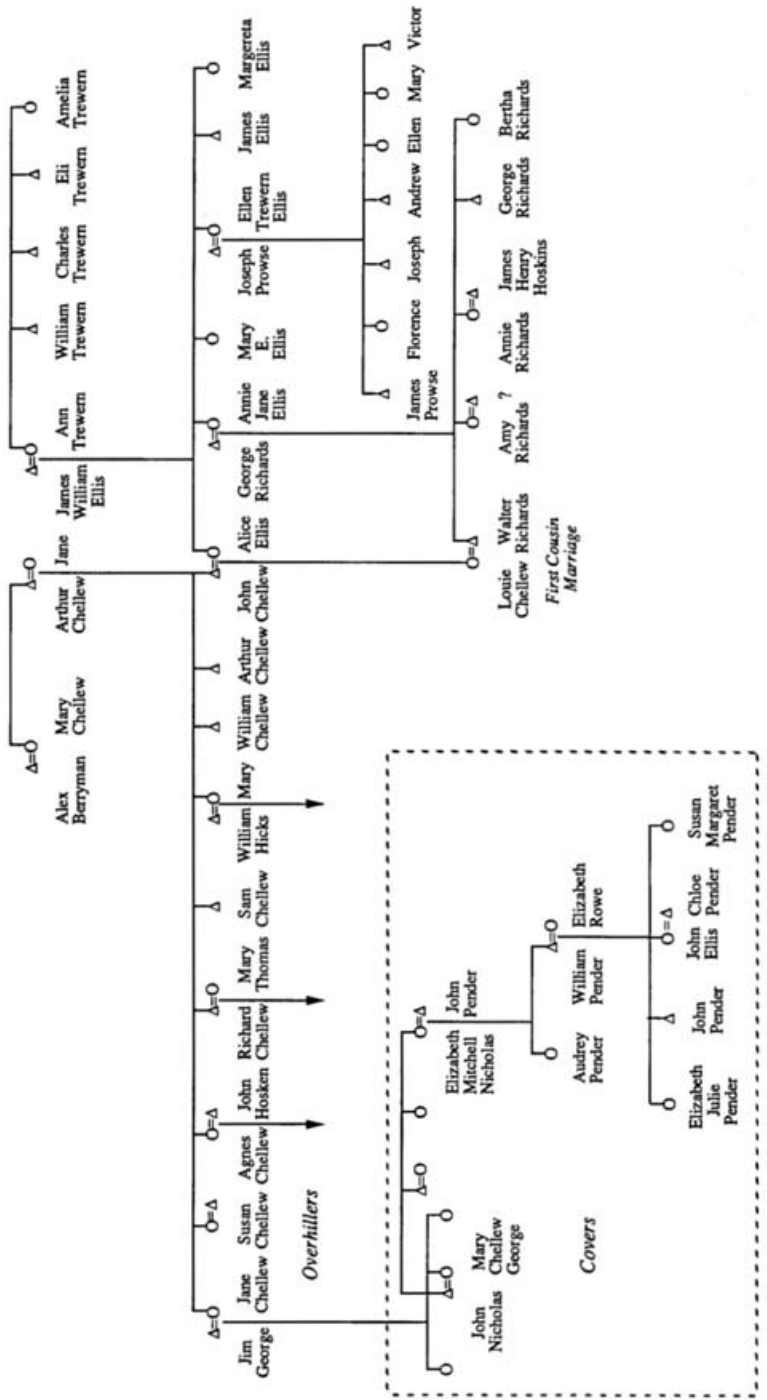 Alex
Berryman
Mary
Chellew
Arthur
Chellew
Jane
James
William
Ellis
Ann
Trewern
William
Trewern
Charles
Trewern
Eli
Trewern
Amelia
Trewern
Jim
George
Jane
Chellew
Susan
Chellew
Agnes
Chellew
John
Hosken
Richard
Chellew
Mary
Thomas
Sam
Chellew
William
Hicks
Mary
William
Chellew
Arthur
Chellew
John
Chellew
Alice
Ellis
George
Richards
Annie
Jane
Ellis
Mary
E.
Ellis
Joseph
Prowse
Ellen
Trewern
Ellis
James
Ellis
Margereta
Ellis
Overhillers
James
Prowse
Florence
Joseph
Andrew
Ellen
Mary
Victor
John
Nicholas
Mary
Chellew
George
Elizabeth
Mitchell
Nicholas
John
Pender
Louie
Chellew
Walter
Richards
First Cousin
Marriage
Amy
Richards
?
Annie
Richards
James
Henry
Hoskins
George
Richards
Bertha
Richards
Audrey
Pender
William
Pender
Elizabeth
Rowe
Covers
Elizabeth
Julie
Pender
John
Pender
John
Ellis
Chloe
Pender
Susan
Margaret
Pender